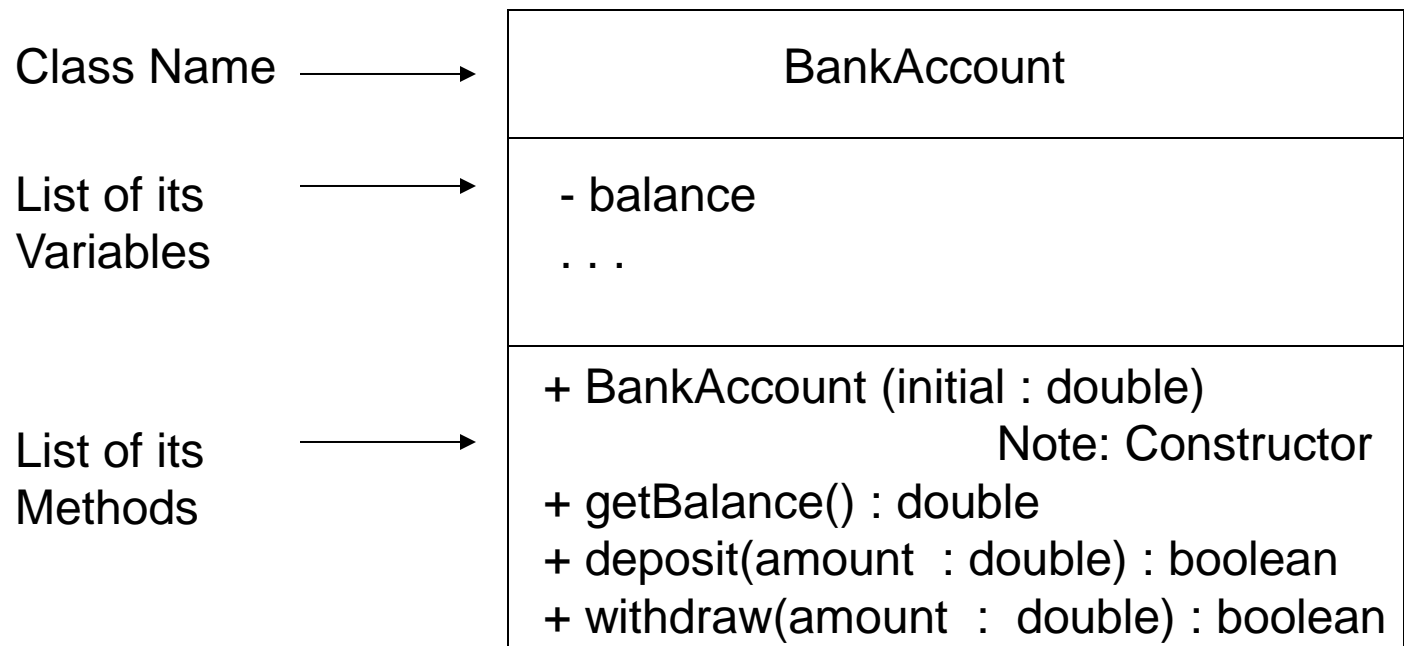 Class Name
BankAccount
List of its
Variables
- balance
. . .
List of its
Methods
+ BankAccount (initial : double)
Note: Constructor
+ getBalance() : double
+ deposit(amount  : double) : boolean
+ withdraw(amount  :  double) : boolean